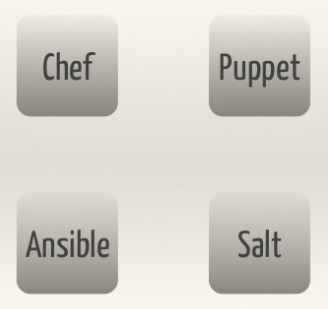 Chef
Puppet
Ansible
Salt